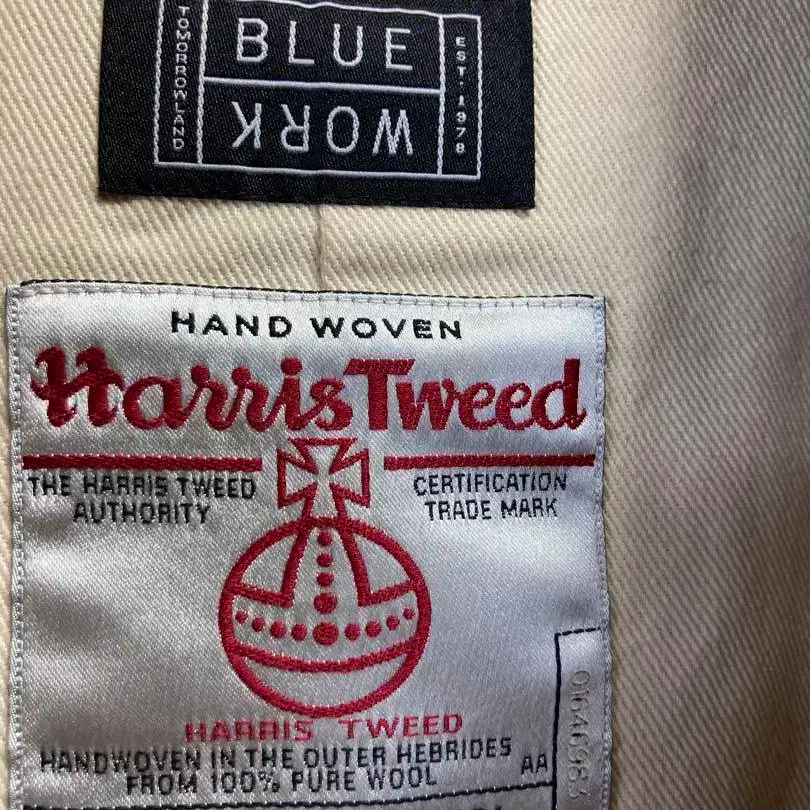 TOMORROWLAND
BLUE
WORK
EST. 1978
HAND WOVEN
Harris Tweed
THE HARRIS TWEED
AUTHORITY
CERTIFICATION
TRADE MARK
HARRIS TWEED
HANDWOVEN IN THE OUTER HEBRIDES
FROM 100% PURE WOOL
AA